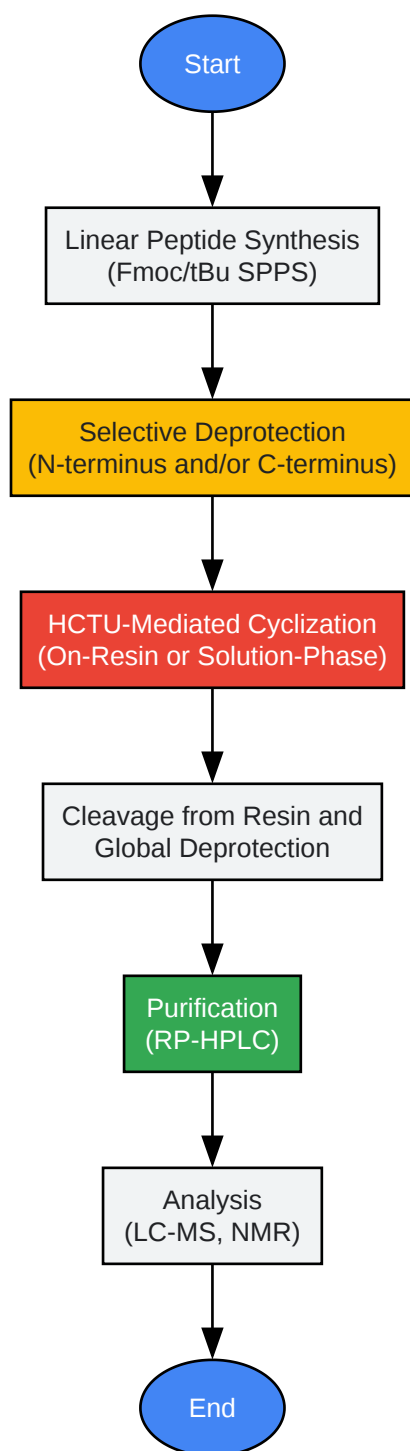 Start
Linear Peptide Synthesis
(Fmoc/tBu SPPS)
Selective Deprotection
(N-terminus and/or C-terminus)
HCTU-Mediated Cyclization
(On-Resin or Solution-Phase)
Cleavage from Resin and
Global Deprotection
Purification
(RP-HPLC)
Analysis
(LC-MS, NMR)
End